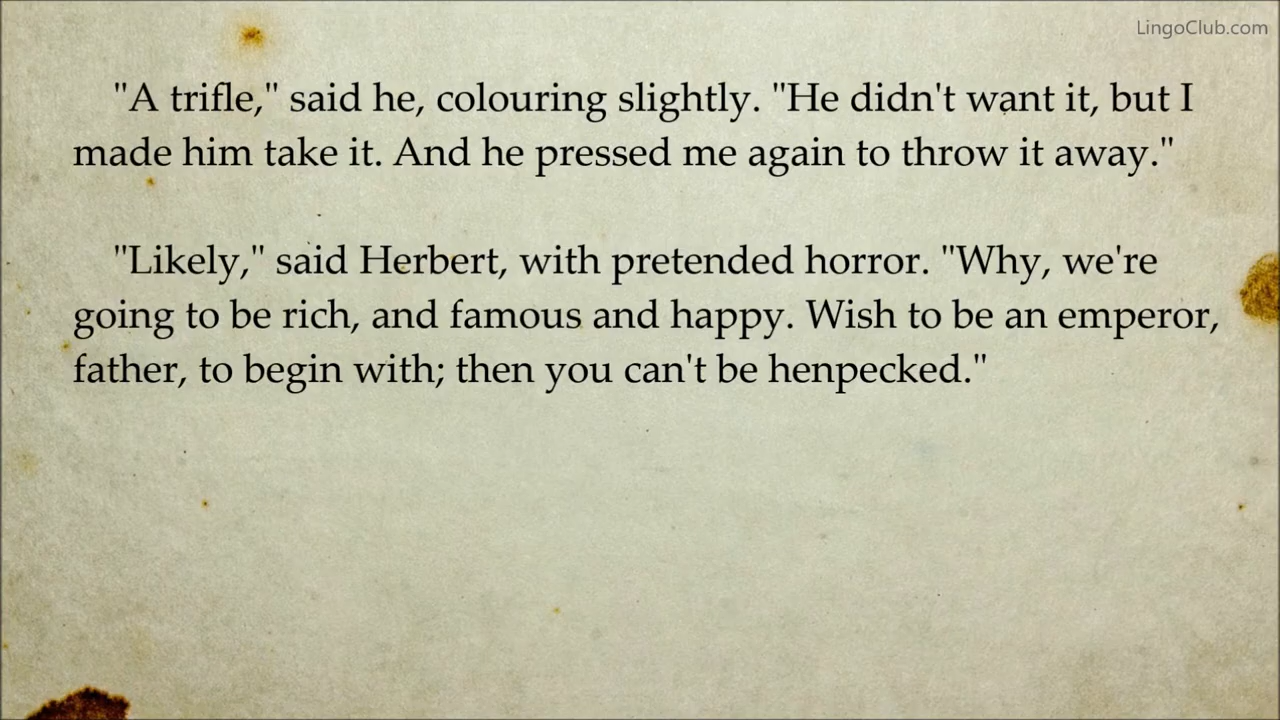 LingoClub.com
"A trifle," said he, colouring slightly. "He didn't want it, but I
made him take it. And he pressed me again to throw it away."
"Likely," said Herbert, with pretended horror. "Why, we're
going to be rich, and famous and happy. Wish to be an emperor,
father, to begin with; then you can't be henpecked."